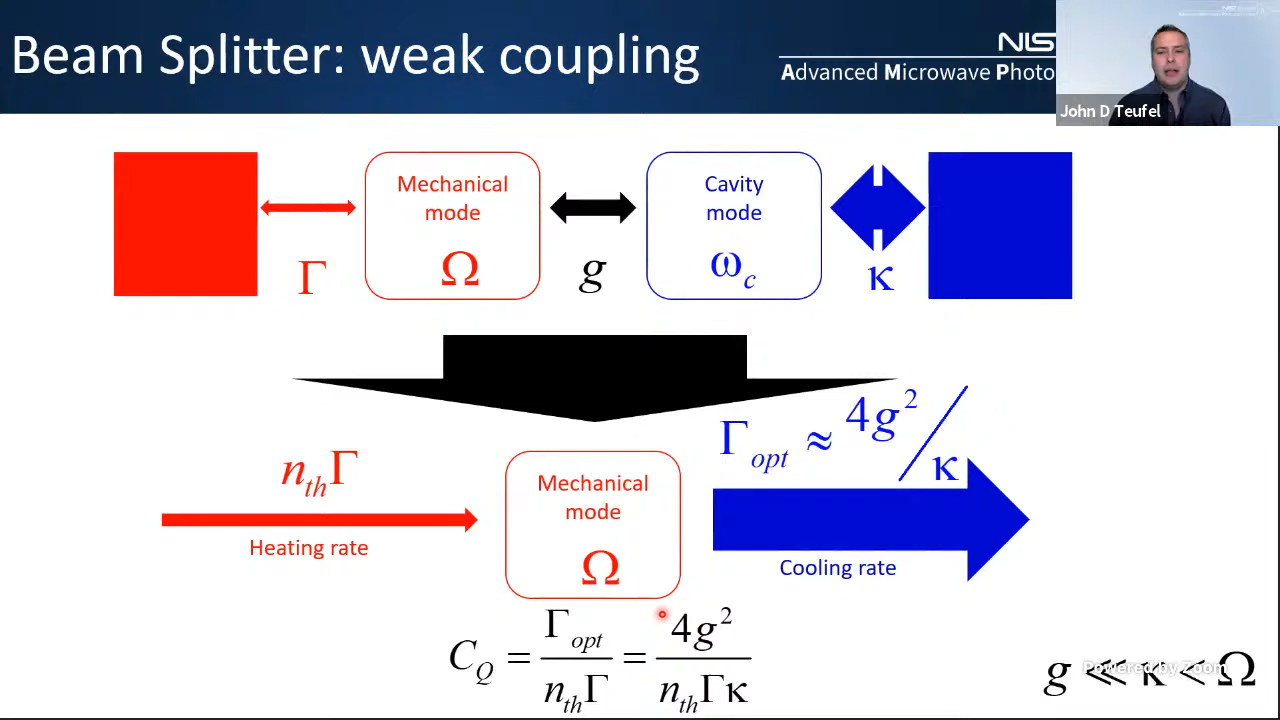 Beam Splitter: weak coupling
NIS
Advanced Microwave Photo
John D Teufel
Mechanical mode
Ω
Cavity mode
ω_c
Γ
g
κ
n_th Γ
Heating rate
Mechanical mode
Ω
Γ_opt ≈ 4g²/κ
Cooling rate
C_Q = Γ_opt / n_th Γ = 4g² / n_th Γκ
g ≪ κ < Ω
Powered by Zoom